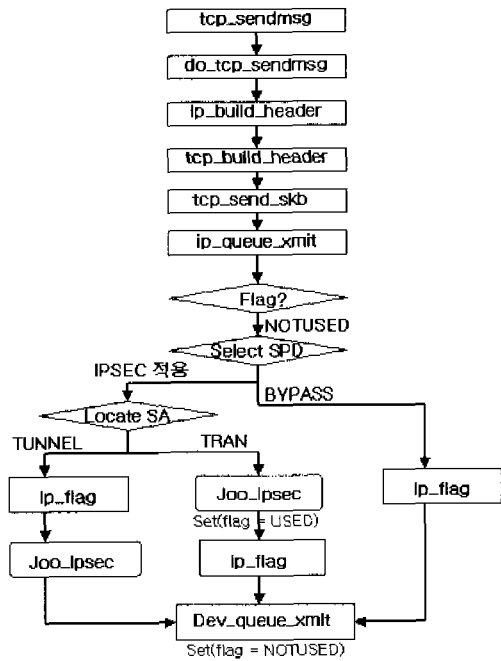 tcp_sendmsg
do_tcp_sendmsg
ip_build_header
tcp_build_header
tcp_send_skb
ip_queue_xmit
Flag?
NOTUSED
Select SPD
IPSEC 적용
BYPASS
Locate SA
TUNNEL
TRAN
ip_flag
Joo_ipsec
ip_flag
Set(flag = USED)
Joo_ipsec
ip_flag
Dev_queue_xmit
Set(flag = NOTUSED)